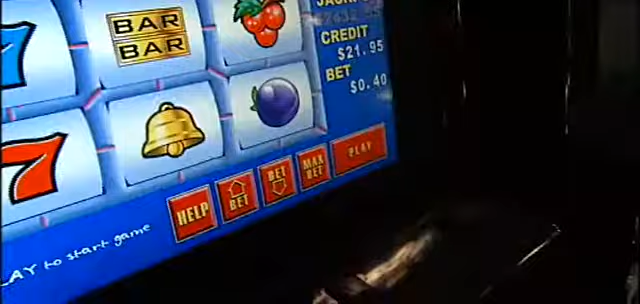 BAR
BAR
CREDIT
$21.95
BET
$0.40
HELP
BET
BET
MAX
BET
PLAY
to start game